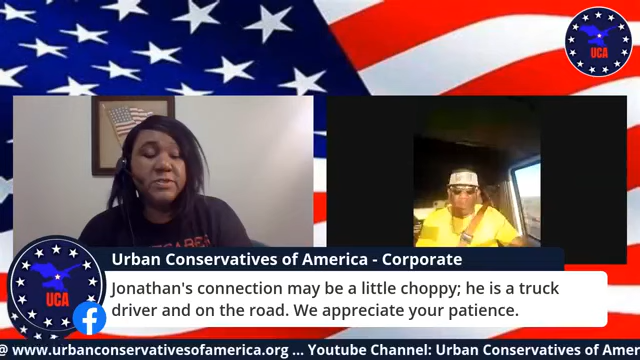 UCA
Urban Conservatives of America - Corporate
Jonathan's connection may be a little choppy; he is a truck
driver and on the road. We appreciate your patience.
UCA
@ www.urbanconservativesofamerica.org ... Youtube Channel: Urban Conservatives of Amer